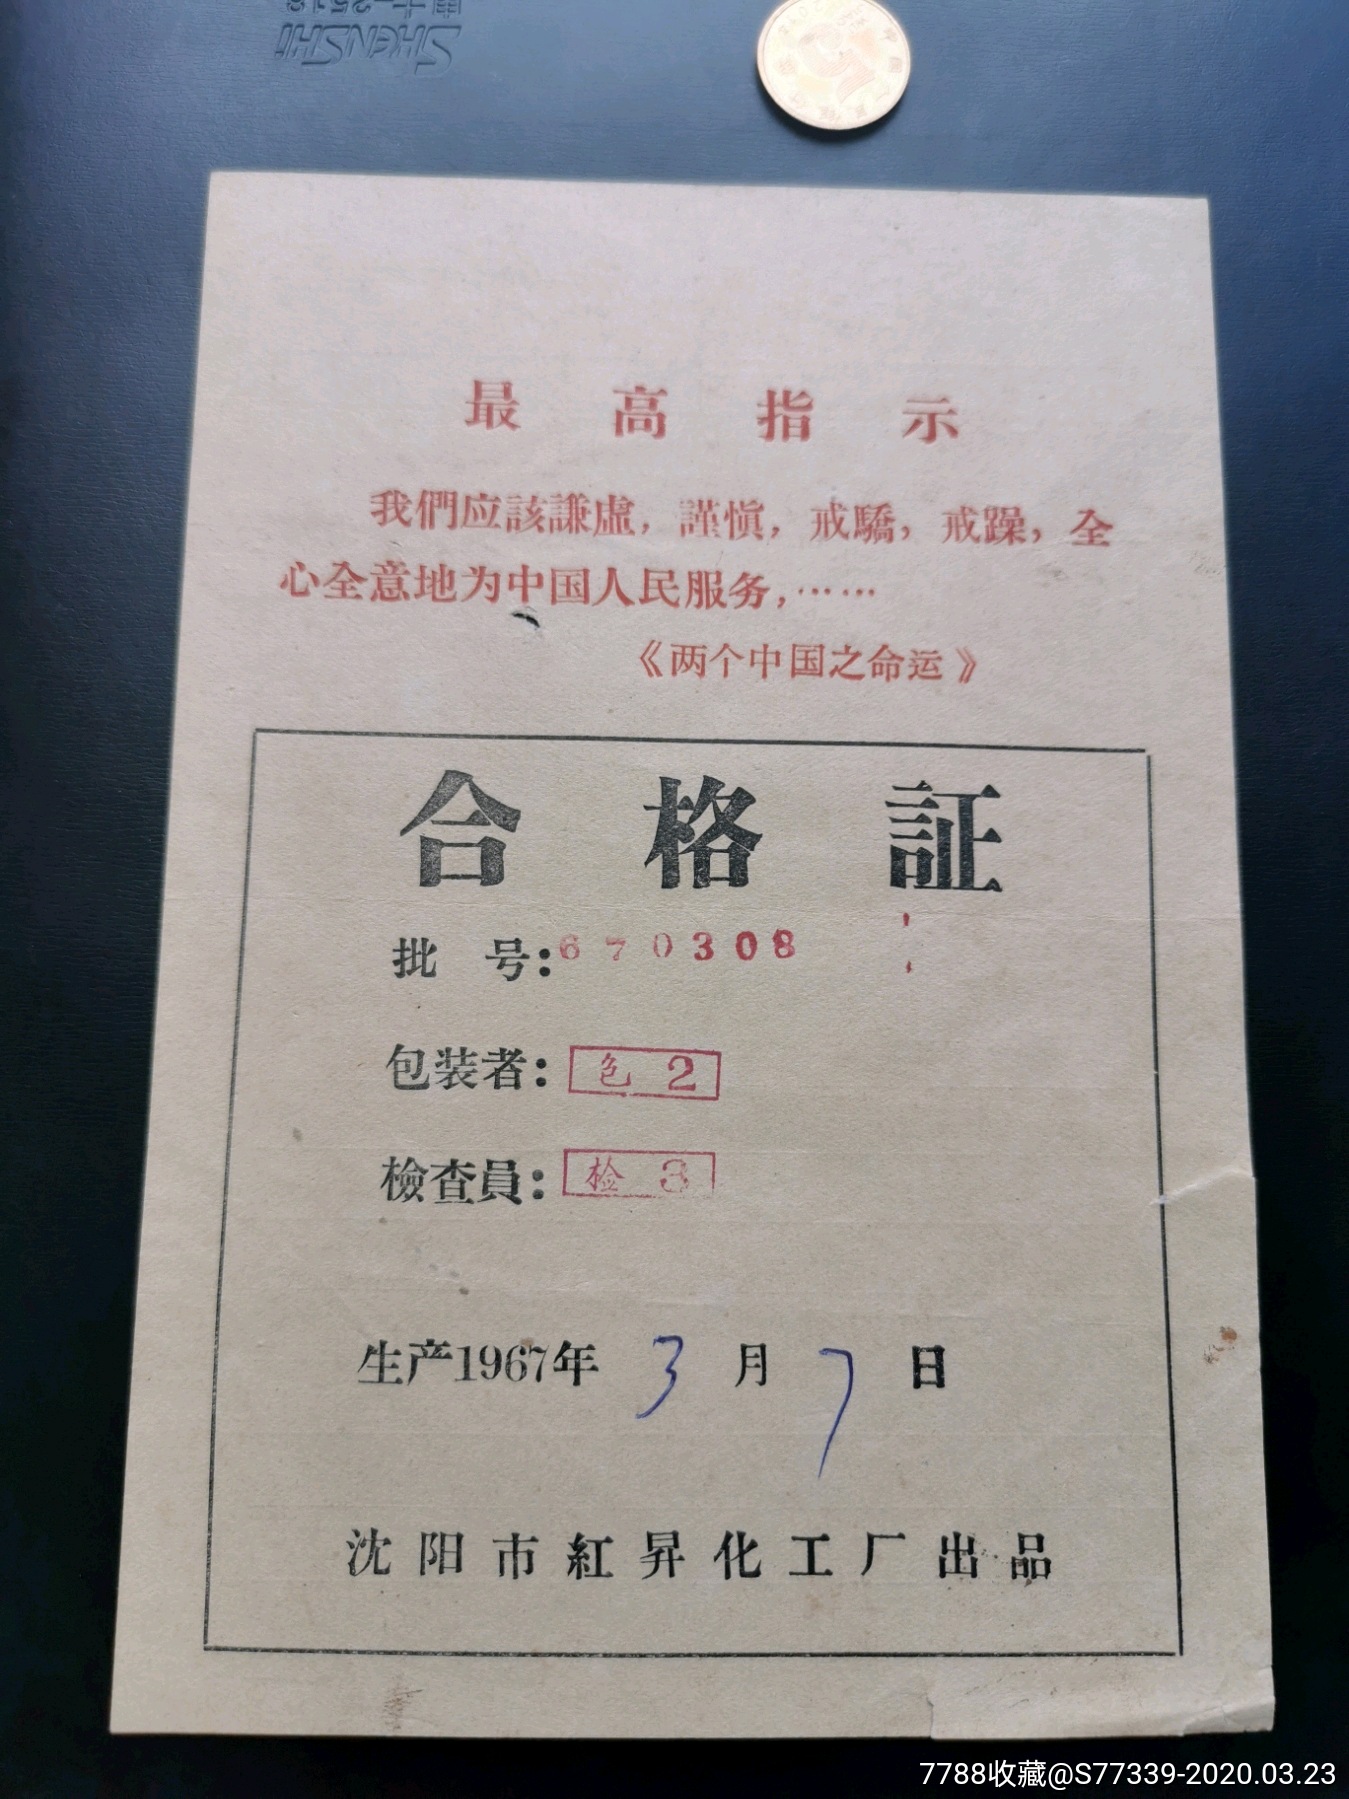 SHENSHI
最高指示
我們应該謙虛，謹愼，戒驕，戒躁，全
心全意地为中国人民服务，……
《两个中国之命运》
合格証
批号：670308
包装者：包2
檢查員：检3
生产1967年3月7日
沈阳市紅昇化工厂出品
7788收藏@S77339-2020.03.23